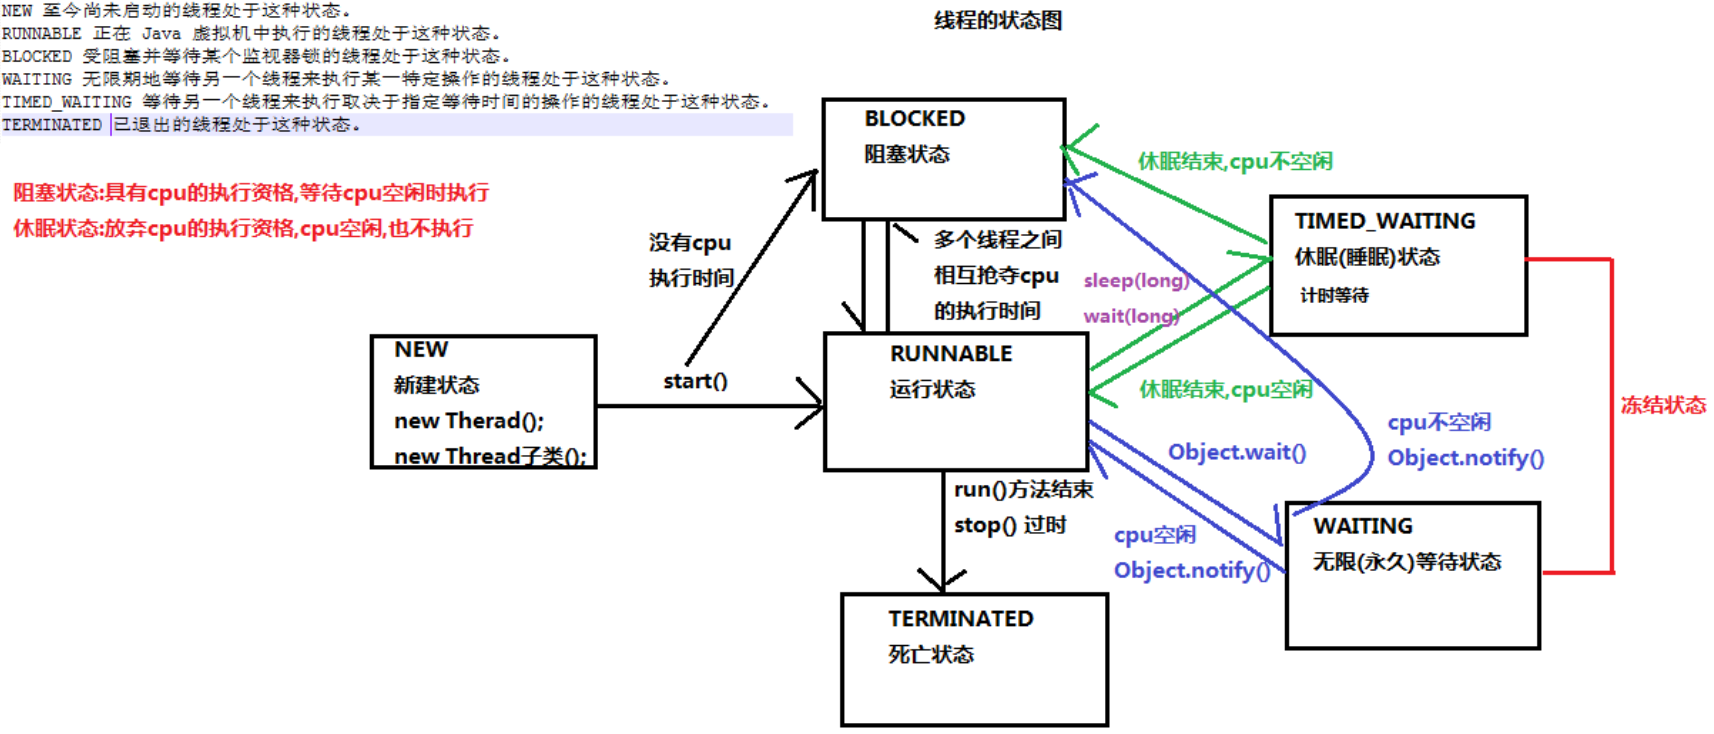 NEW 至今尚未启动的线程处于这种状态。
RUNNABLE 正在 Java 虚拟机中执行的线程处于这种状态。
BLOCKED 受阻塞并等待某个监视器锁的线程处于这种状态。
WAITING 无限期地等待另一个线程来执行某一特定操作的线程处于这种状态。
TIMED_WAITING 等待另一个线程来执行取决于指定等待时间的操作的线程处于这种状态。
TERMINATED 已退出的线程处于这种状态。
线程的状态图
阻塞状态:具有cpu的执行资格,等待cpu空闲时执行
休眠状态:放弃cpu的执行资格,cpu空闲,也不执行
BLOCKED
阻塞状态
休眠结束,cpu不空闲
TIMED_WAITING
休眠(睡眠)状态
计时等待
没有cpu
执行时间
多个线程之间
相互抢夺cpu
的执行时间
sleep(long)
wait(long)
NEW
新建状态
new Therad();
new Thread子类();
start()
RUNNABLE
运行状态
休眠结束,cpu空闲
冻结状态
cpu不空闲
Object.notify()
Object.wait()
run()方法结束
stop() 过时
cpu空闲
Object.notify()
WAITING
无限(永久)等待状态
TERMINATED
死亡状态